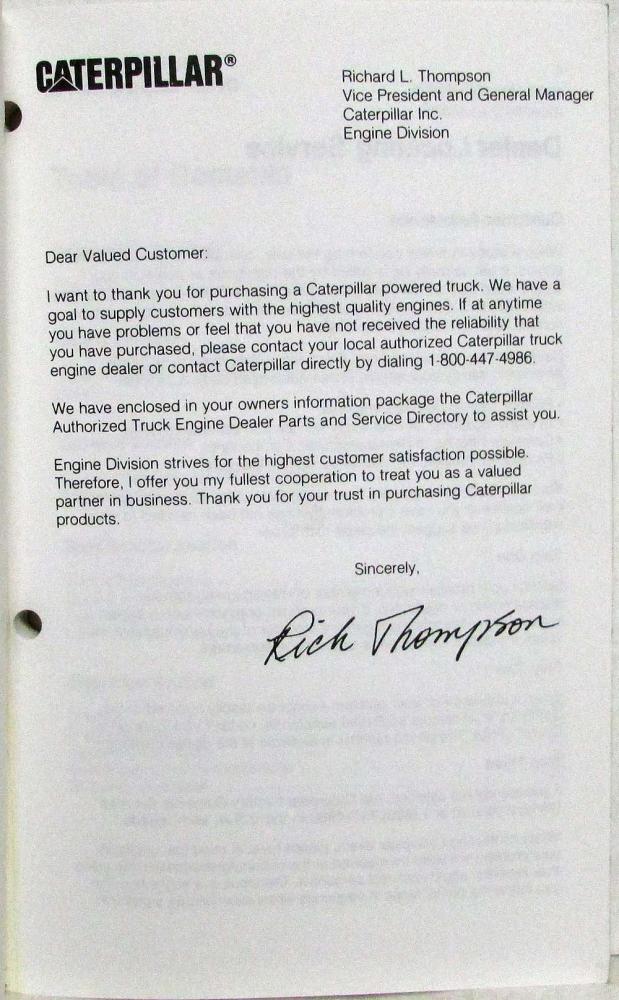 CATERPILLAR®
Richard L. Thompson
Vice President and General Manager
Caterpillar Inc.
Engine Division
Dear Valued Customer:
I want to thank you for purchasing a Caterpillar powered truck. We have a
goal to supply customers with the highest quality engines. If at anytime
you have problems or feel that you have not received the reliability that
you have purchased, please contact your local authorized Caterpillar truck
engine dealer or contact Caterpillar directly by dialing 1-800-447-4986.
We have enclosed in your owners information package the Caterpillar
Authorized Truck Engine Dealer Parts and Service Directory to assist you.
Engine Division strives for the highest customer satisfaction possible.
Therefore, I offer you my fullest cooperation to treat you as a valued
partner in business. Thank you for your trust in purchasing Caterpillar
products.
Sincerely,
Rich Thompson